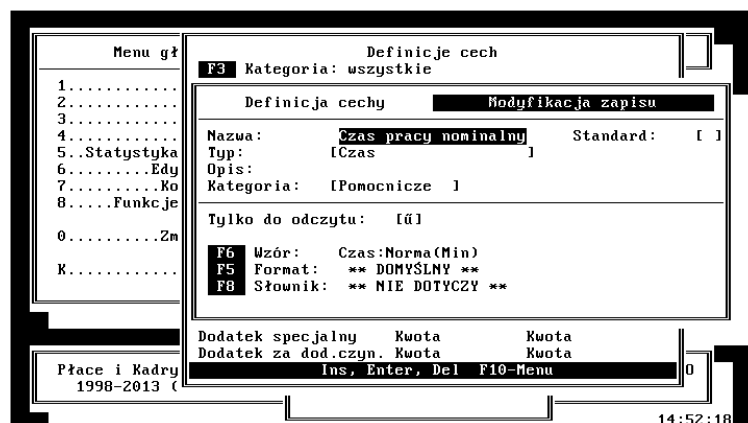 Menu gł
Definicje cech
F3 Kategoria: wszystkie
1............
2............
3............
4............
5..Statystyka
6.........Edy
7..........Ko
8.....Funkcje
0..........Zm
K............
Definicja cechy Modyfikacja zapisu
Nazwa: Czas pracy nominalny Standard: [ ]
Typ: [Czas ]
Opis:
Kategoria: [Pomocnicze ]
Tylko do odczytu: [ű]
F6 Wzór: Czas:Norma(Min)
F5 Format: ** DOMYŚLNY **
F8 Słownik: ** NIE DOTYCZY **
Dodatek specjalny Kwota Kwota
Dodatek za dod.czyn. Kwota Kwota
Ins, Enter, Del F10-Menu
Płace i Kadry
O
1998-2013 (
14:52:18